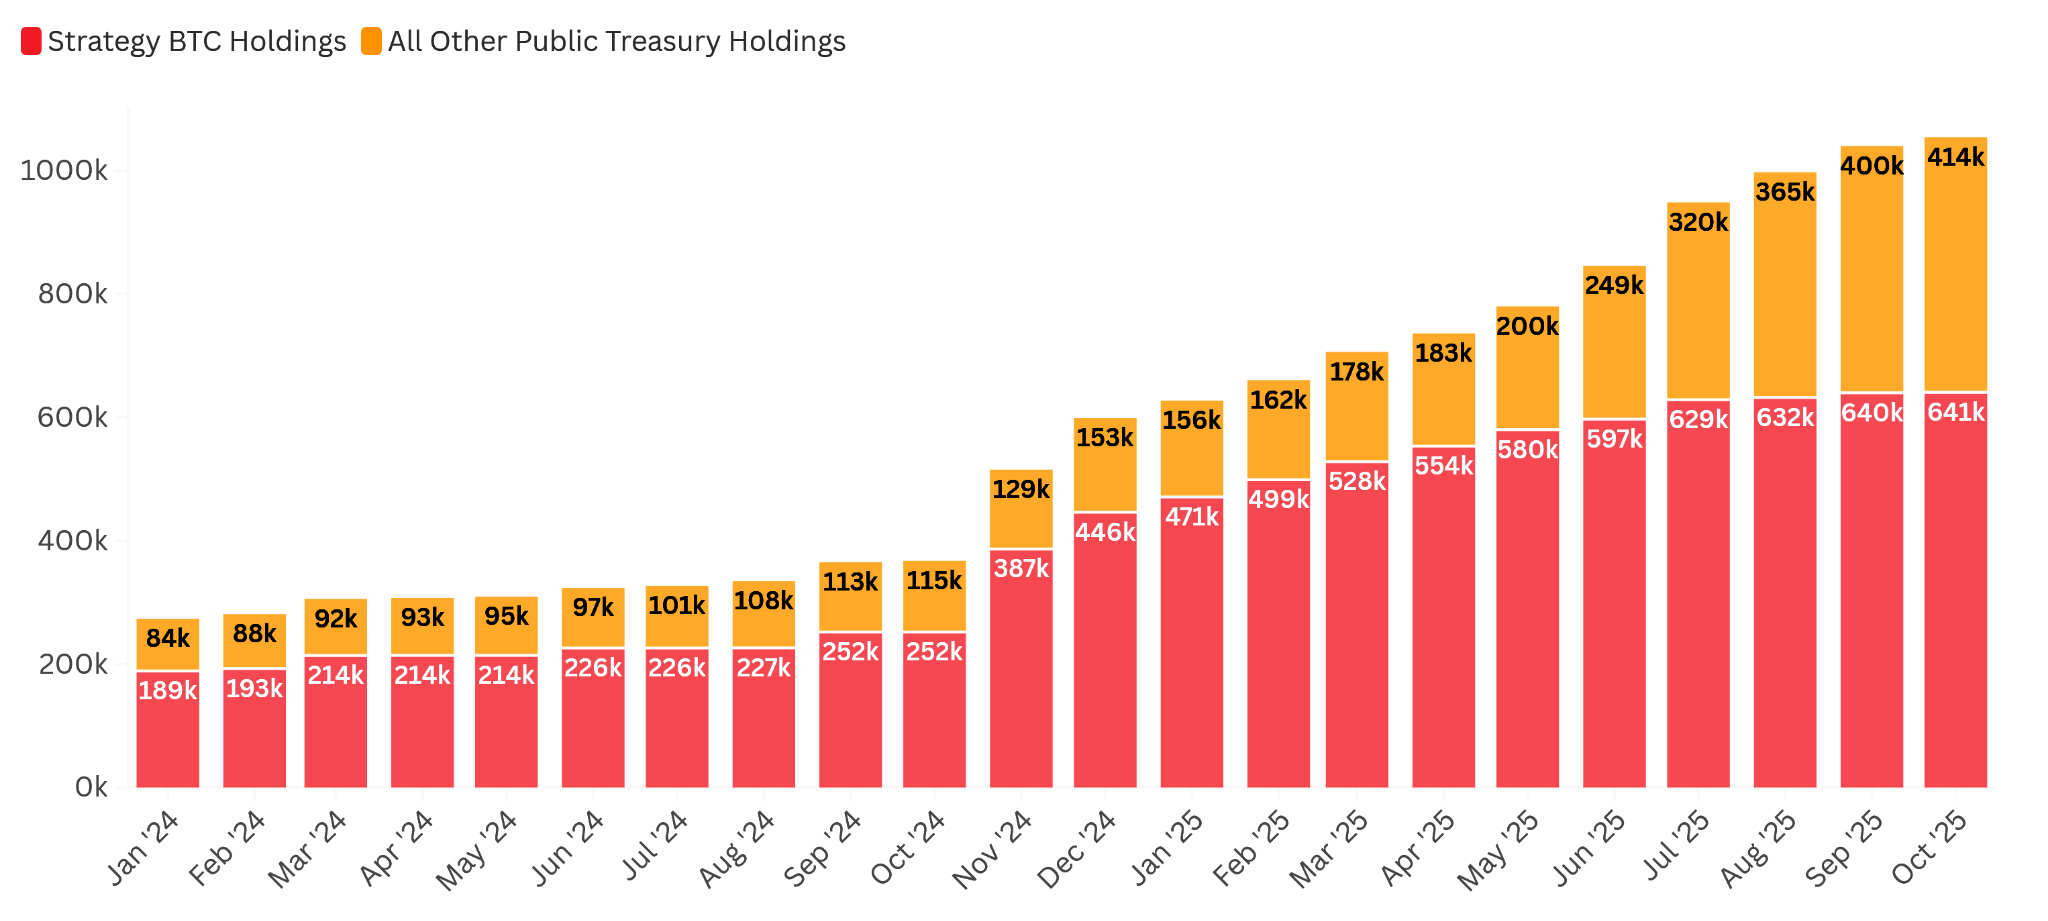 Strategy BTC Holdings All Other Public Treasury Holdings
1000k
800k
600k
400k
200k
0k
84k 88k 92k 93k 95k 97k 101k 108k 113k 115k 129k 153k 156k 162k 178k 183k 200k 249k 320k 365k 400k 414k
189k 193k 214k 214k 214k 226k 226k 227k 252k 252k 387k 446k 471k 499k 528k 554k 580k 597k 629k 632k 640k 641k
Jan '24 Feb '24 Mar '24 Apr '24 May '24 Jun '24 Jul '24 Aug '24 Sep '24 Oct '24 Nov '24 Dec '24 Jan '25 Feb '25 Mar '25 Apr '25 May '25 Jun '25 Jul '25 Aug '25 Sep '25 Oct '25